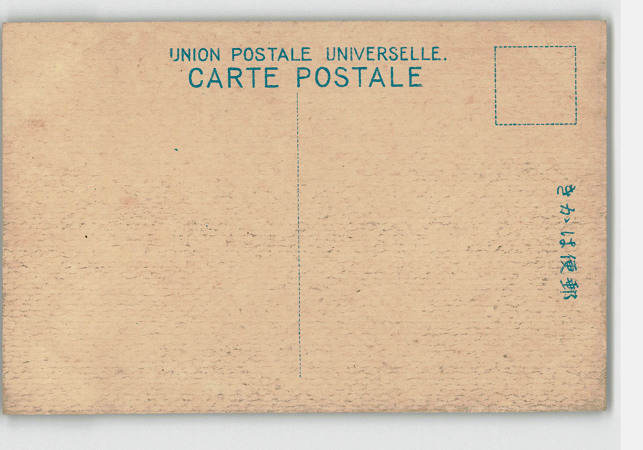 UNION POSTALE UNIVERSELLE.
CARTE POSTALE
郵便はかき